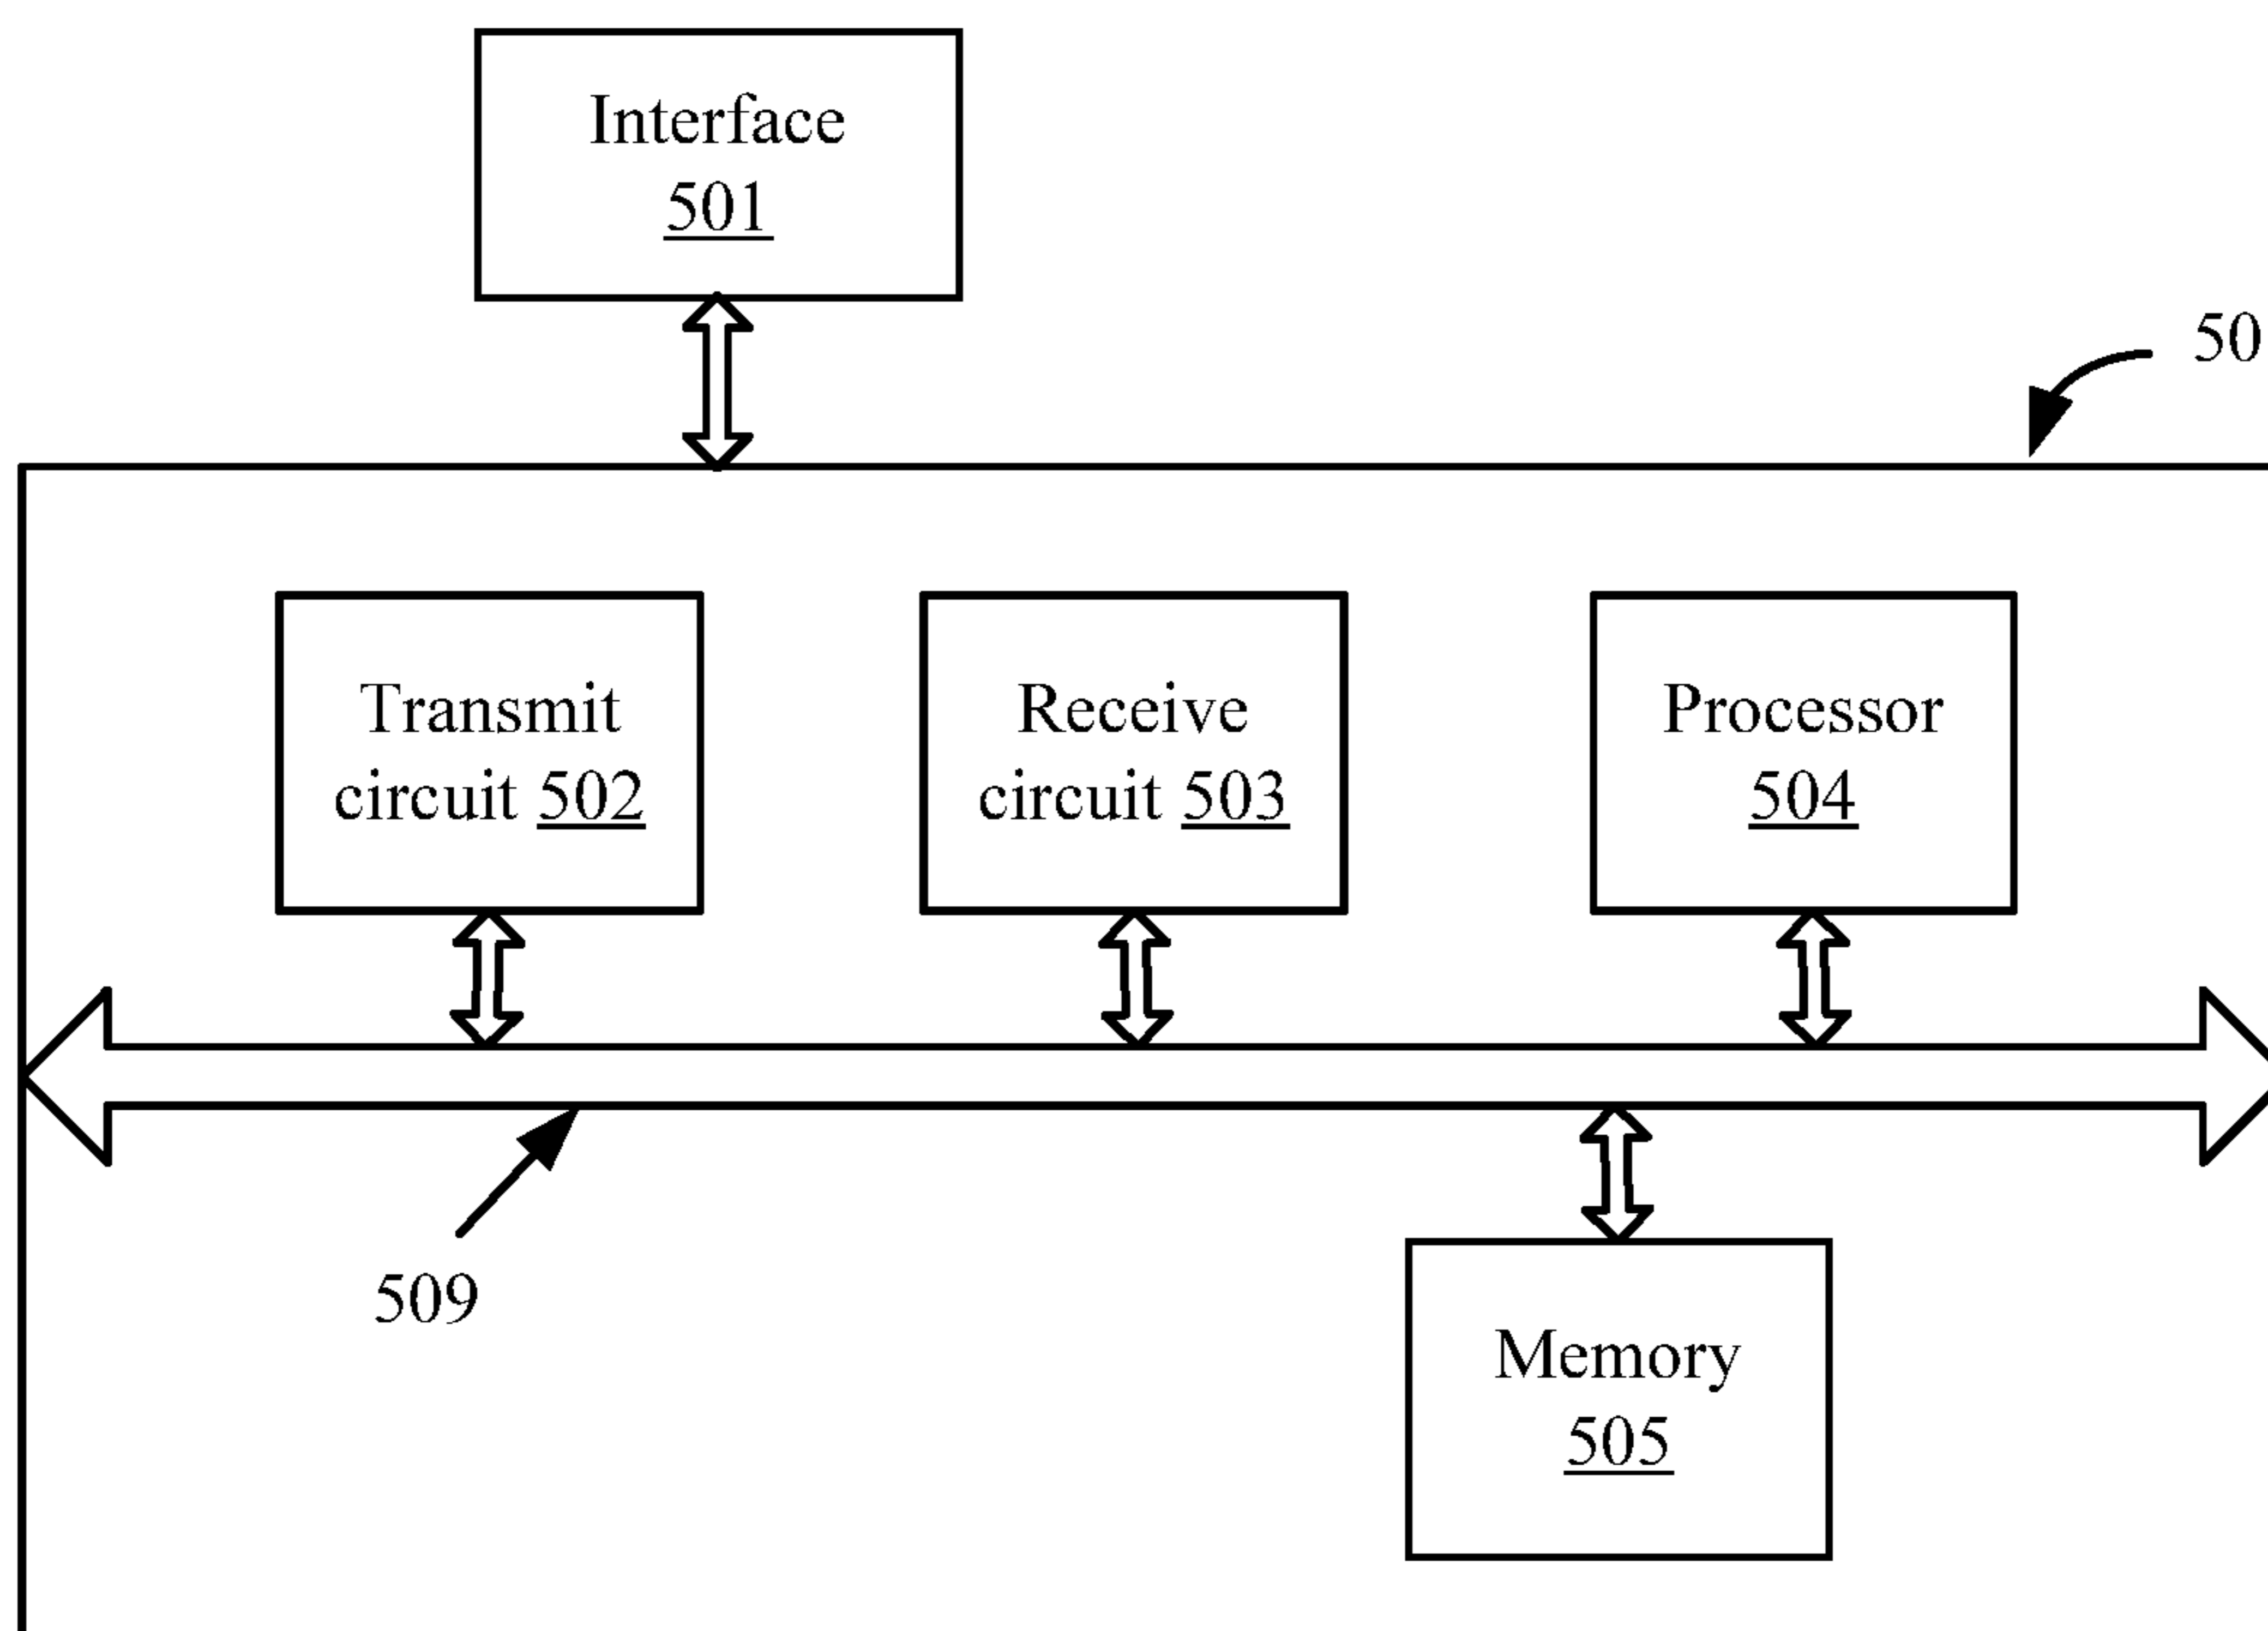 Interface
501
50
Transmit
circuit 502
Receive
circuit 503
Processor
504
509
Memory
505